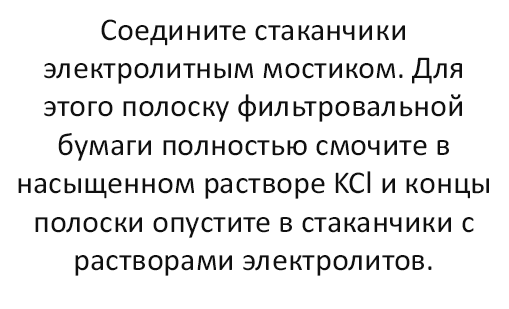 Соедините стаканчики
электролитным мостиком. Для
этого полоску фильтровальной
бумаги полностью смочите в
насыщенном растворе KCl и концы
полоски опустите в стаканчики с
растворами электролитов.